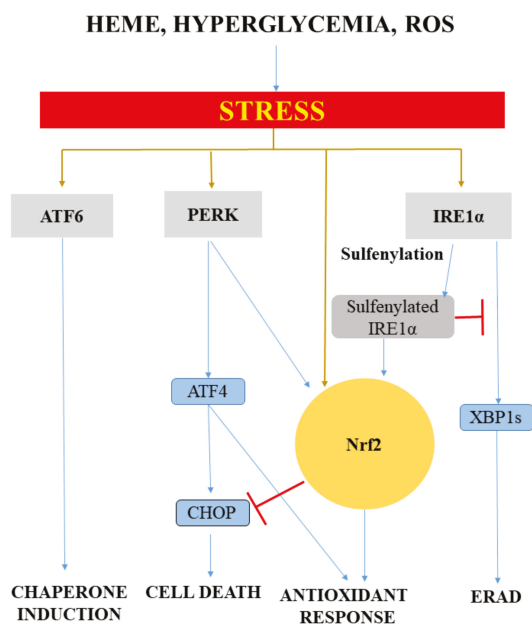 HEME, HYPERGLYCEMIA, ROS
STRESS
ATF6
PERK
IRE1α
Sulfenylation
Sulfenylated
IRE1α
ATF4
XBP1s
Nrf2
CHOP
CHAPERONE
INDUCTION
CELL DEATH
ANTIOXIDANT
RESPONSE
ERAD